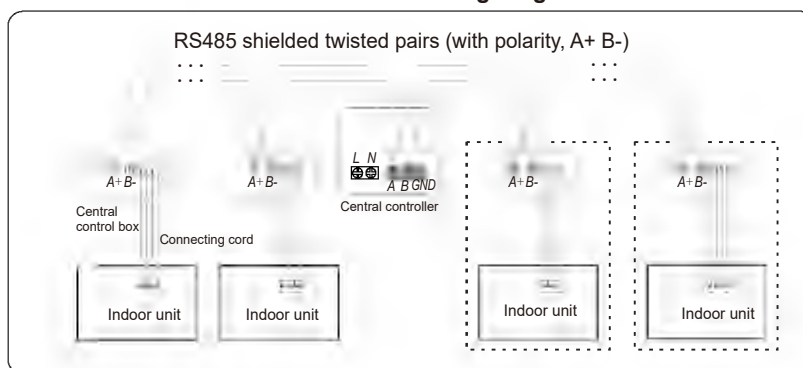 RS485 shielded twisted pairs (with polarity, A+ B-)
L N
A+B-
A+B-
A B GND
A+B-
A+B-
Central controller
Central
control box
Connecting cord
Indoor unit
Indoor unit
Indoor unit
Indoor unit